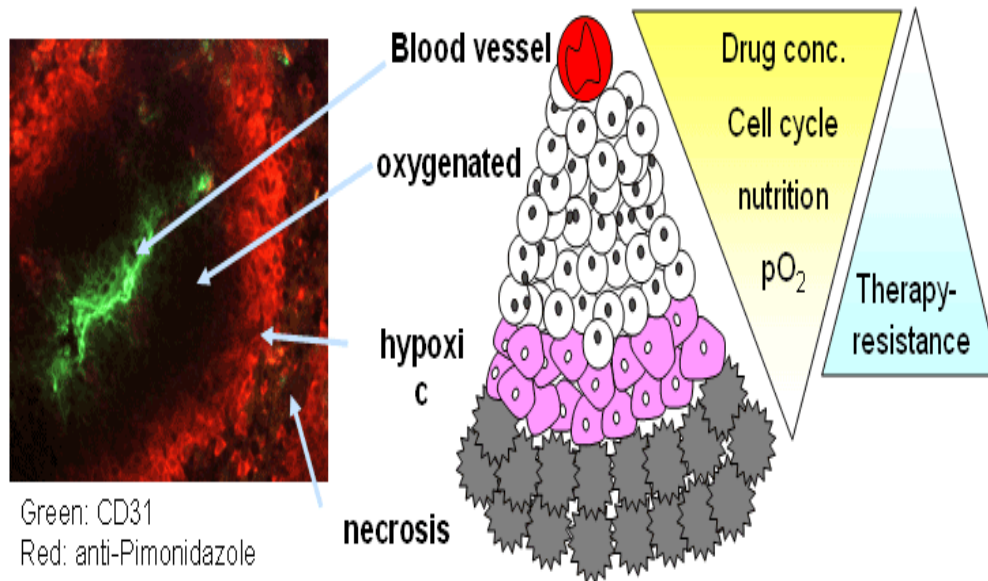 Blood vessel
oxygenated
hypoxi
c
necrosis
Green: CD31
Red: anti-Pimonidazole
Drug conc.
Cell cycle
nutrition
pO₂
Therapy-
resistance